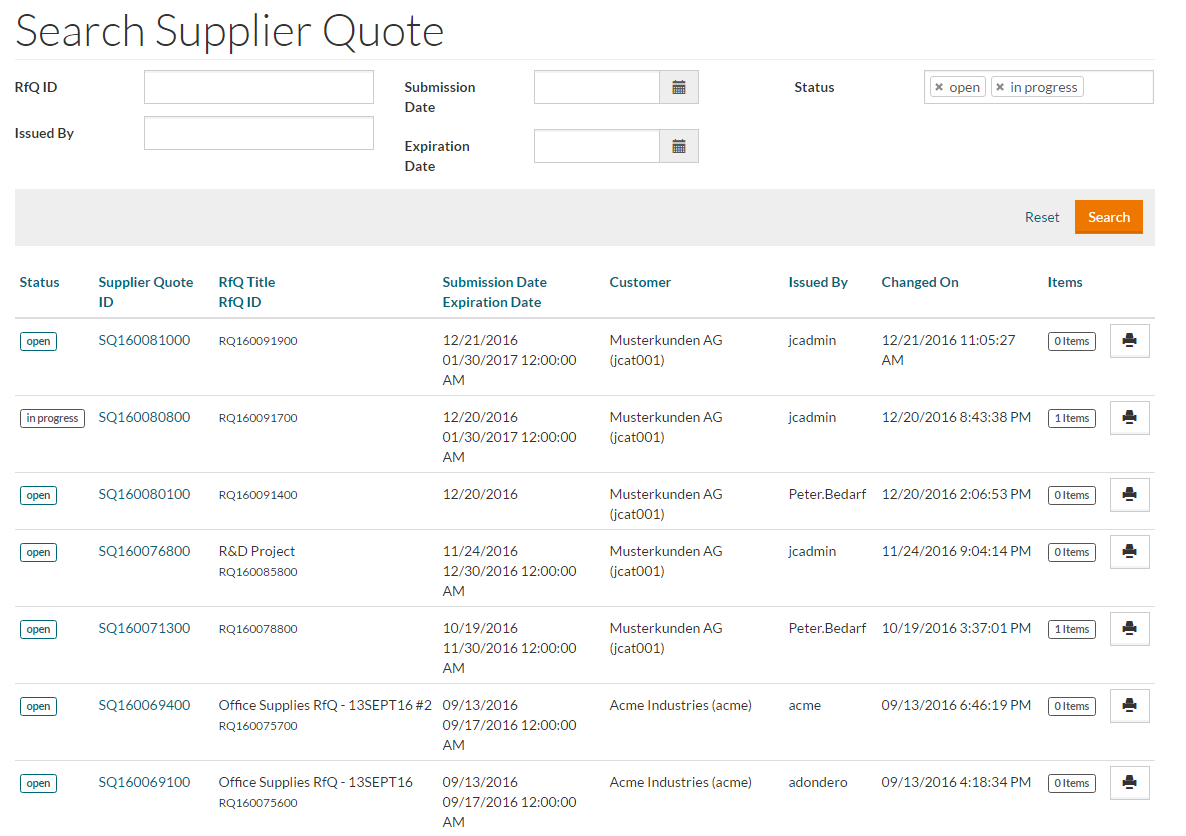 Search Supplier Quote
RfQ ID
Submission
Date
Status
× open × in progress
Issued By
Expiration
Date
Reset Search
Status Supplier Quote RfQ Title Submission Date Customer Issued By Changed On Items
ID RfQ ID Expiration Date
open SQ160081000 RQ160091900 12/21/2016 Musterkunden AG jcadmin 12/21/2016 11:05:27 0 Items
01/30/2017 12:00:00 (jcat001) AM
AM
in progress SQ160080800 RQ160091700 12/20/2016 Musterkunden AG jcadmin 12/20/2016 8:43:38 PM 1 Items
01/30/2017 12:00:00 (jcat001)
AM
open SQ160080100 RQ160091400 12/20/2016 Musterkunden AG Peter.Bedarf 12/20/2016 2:06:53 PM 0 Items
(jcat001)
open SQ160076800 R&D Project 11/24/2016 Musterkunden AG jcadmin 11/24/2016 9:04:14 PM 0 Items
RQ160085800 12/30/2016 12:00:00 (jcat001)
AM
open SQ160071300 RQ160078800 10/19/2016 Musterkunden AG Peter.Bedarf 10/19/2016 3:37:01 PM 1 Items
11/30/2016 12:00:00 (jcat001)
AM
open SQ160069400 Office Supplies RfQ - 13SEPT16 #2 09/13/2016 Acme Industries (acme) acme 09/13/2016 6:46:19 PM 0 Items
RQ160075700 09/17/2016 12:00:00
AM
open SQ160069100 Office Supplies RfQ - 13SEPT16 09/13/2016 Acme Industries (acme) adondero 09/13/2016 4:18:34 PM 0 Items
RQ160075600 09/17/2016 12:00:00
AM